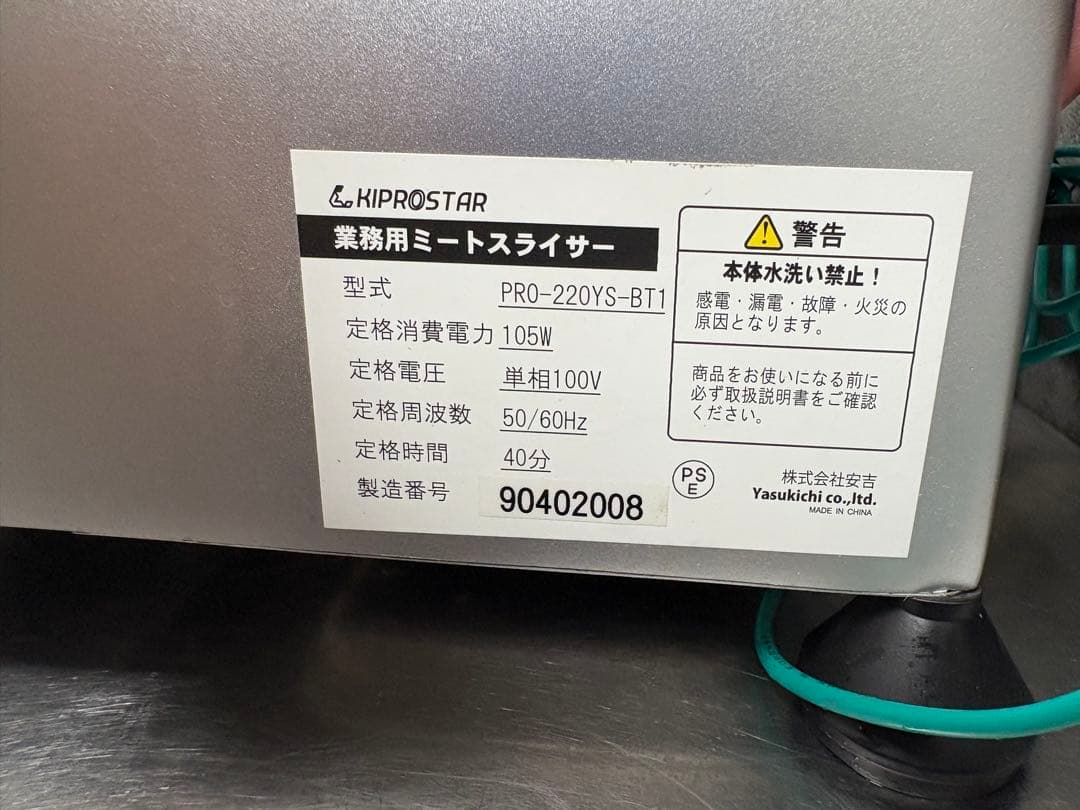 KIPROSTAR
業務用ミートスライサー
型式 PRO-220YS-BT1
定格消費電力 105W
定格電圧 単相100V
定格周波数 50/60Hz
定格時間 40分
製造番号 90402008
警告
本体水洗い禁止！
感電・漏電・故障・火災の
原因となります。
商品をお使いになる前に
必ず取扱説明書をご確認
ください。
PS
E
株式会社安吉
Yasukichi co.,ltd.
MADE IN CHINA